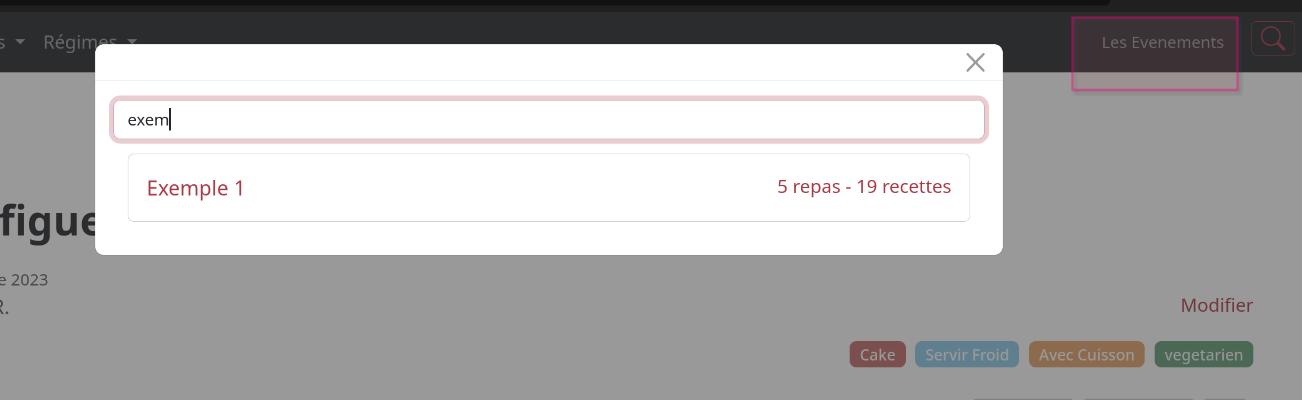 s Régimes Les Evenements
exem
Exemple 1 5 repas - 19 recettes
figue
e 2023
R.
Modifier
Cake Servir Froid Avec Cuisson vegetarien